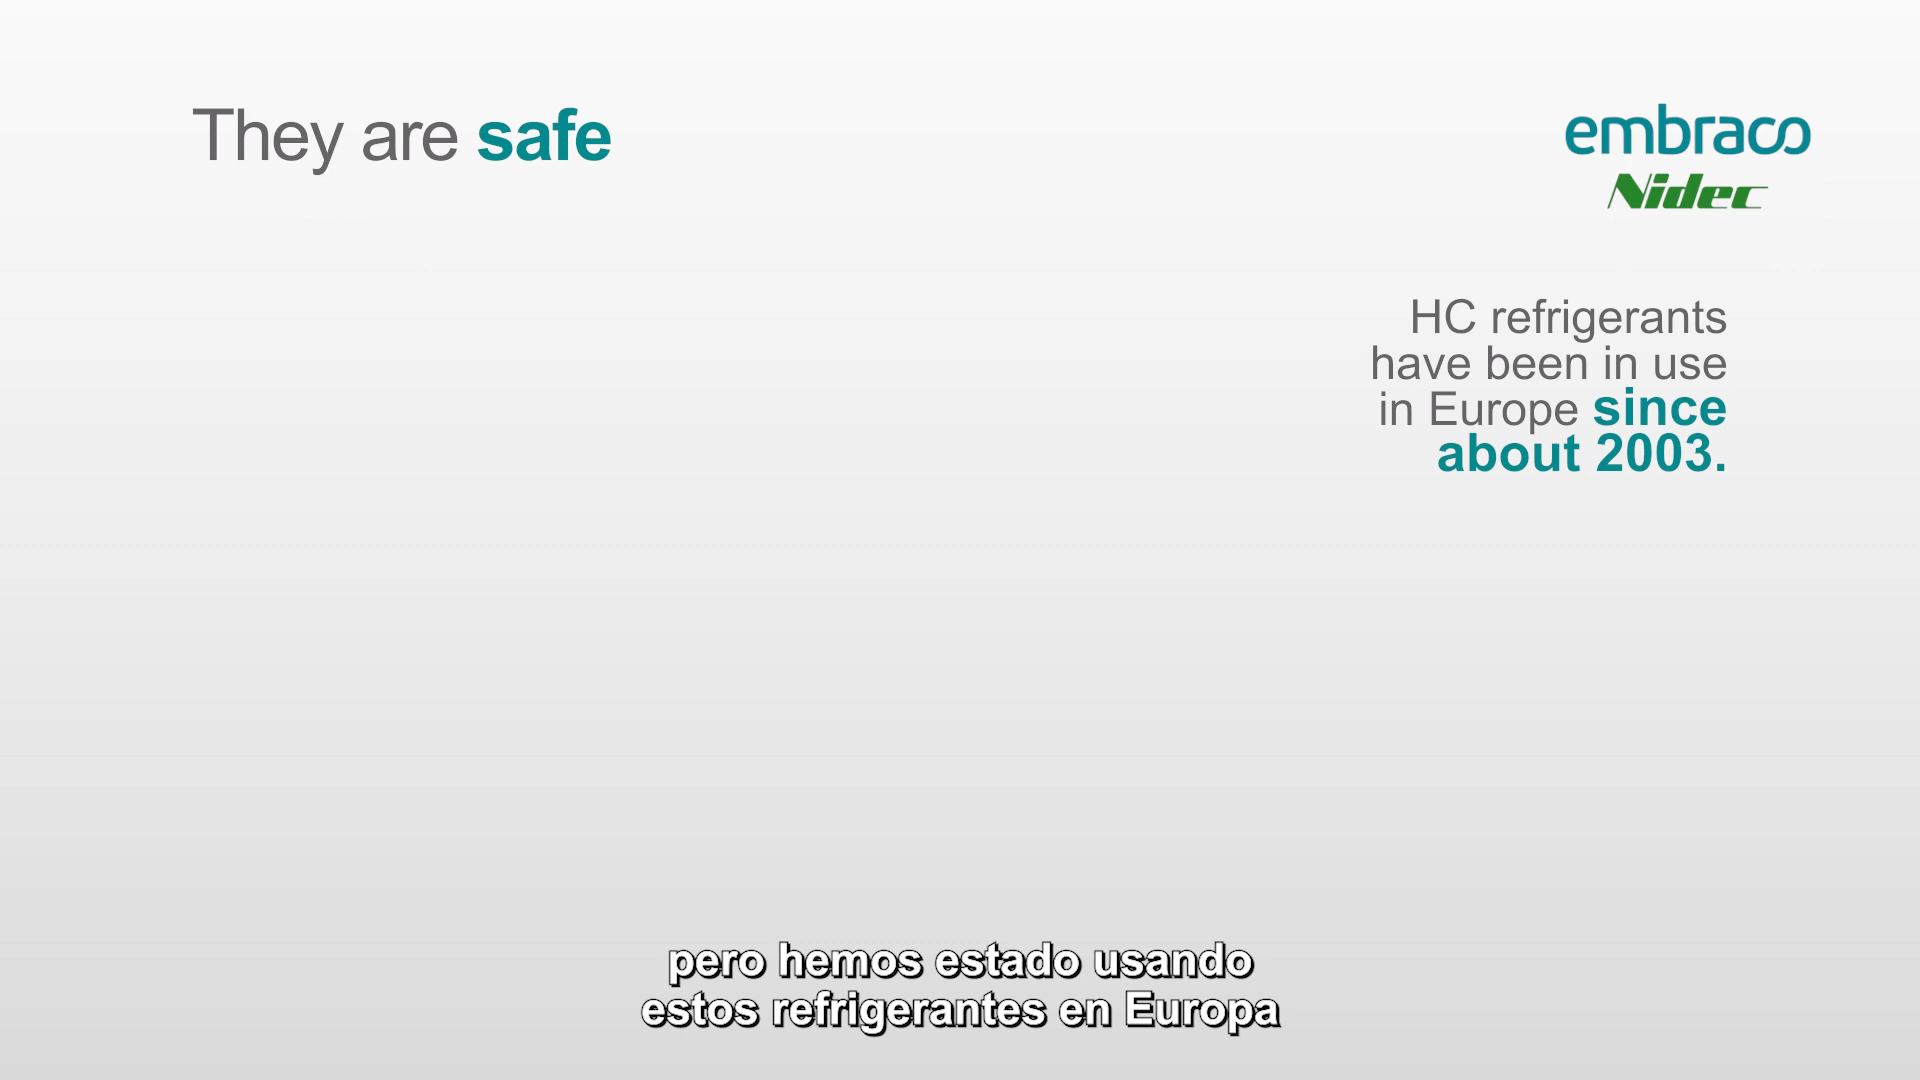 They are safe
embraco
Nidec
HC refrigerants
have been in use
in Europe since
about 2003.
pero hemos estado usando
estos refrigerantes en Europa